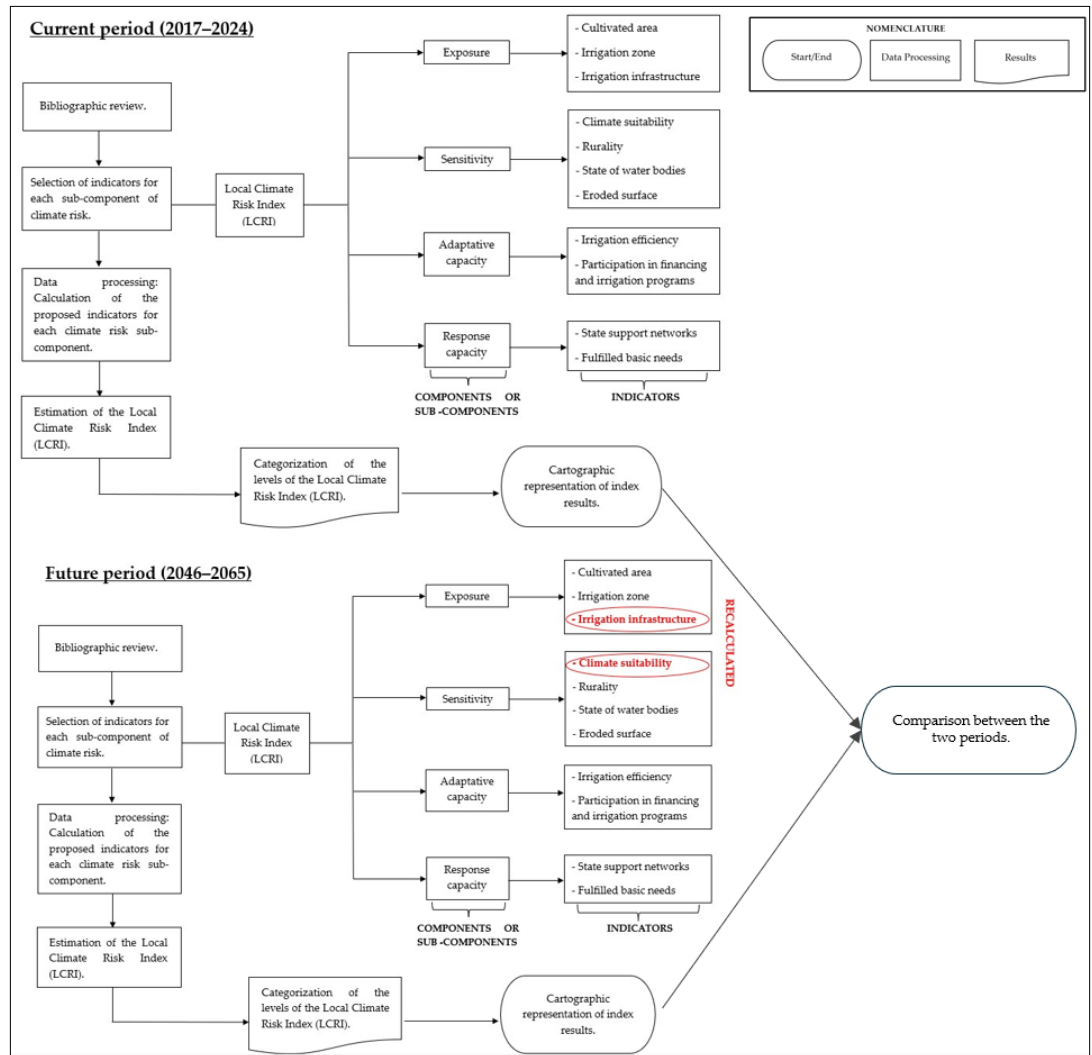 Current period (2017–2024)
NOMENCLATURE
Start/End
Data Processing
Results
Bibliographic review.
Selection of indicators for
each sub-component of
climate risk.
Data processing:
Calculation of the
proposed indicators for
each climate risk sub-
component.
Estimation of the Local
Climate Risk Index
(LCRI).
Local Climate
Risk Index
(LCRI)
Exposure
- Cultivated area
- Irrigation zone
- Irrigation infrastructure
Sensitivity
- Climate suitability
- Rurality
- State of water bodies
- Eroded surface
Adaptative
capacity
- Irrigation efficiency
- Participation in financing
and irrigation programs
Response
capacity
- State support networks
- Fulfilled basic needs
COMPONENTS OR
SUB -COMPONENTS
INDICATORS
Categorization of the
levels of the Local Climate
Risk Index (LCRI).
Cartographic
representation of index
results.
Future period (2046–2065)
Bibliographic review.
Selection of indicators for
each sub-component of
climate risk.
Data processing:
Calculation of the
proposed indicators for
each climate risk sub-
component.
Estimation of the Local
Climate Risk Index
(LCRI).
Local Climate
Risk Index
(LCRI)
Exposure
- Cultivated area
- Irrigation zone
- Irrigation infrastructure
Sensitivity
- Climate suitability
- Rurality
- State of water bodies
- Eroded surface
RECALCULATED
Adaptative
capacity
- Irrigation efficiency
- Participation in financing
and irrigation programs
Response
capacity
- State support networks
- Fulfilled basic needs
COMPONENTS OR
SUB -COMPONENTS
INDICATORS
Categorization of the
levels of the Local Climate
Risk Index (LCRI).
Cartographic
representation of index
results.
Comparison between the
two periods.